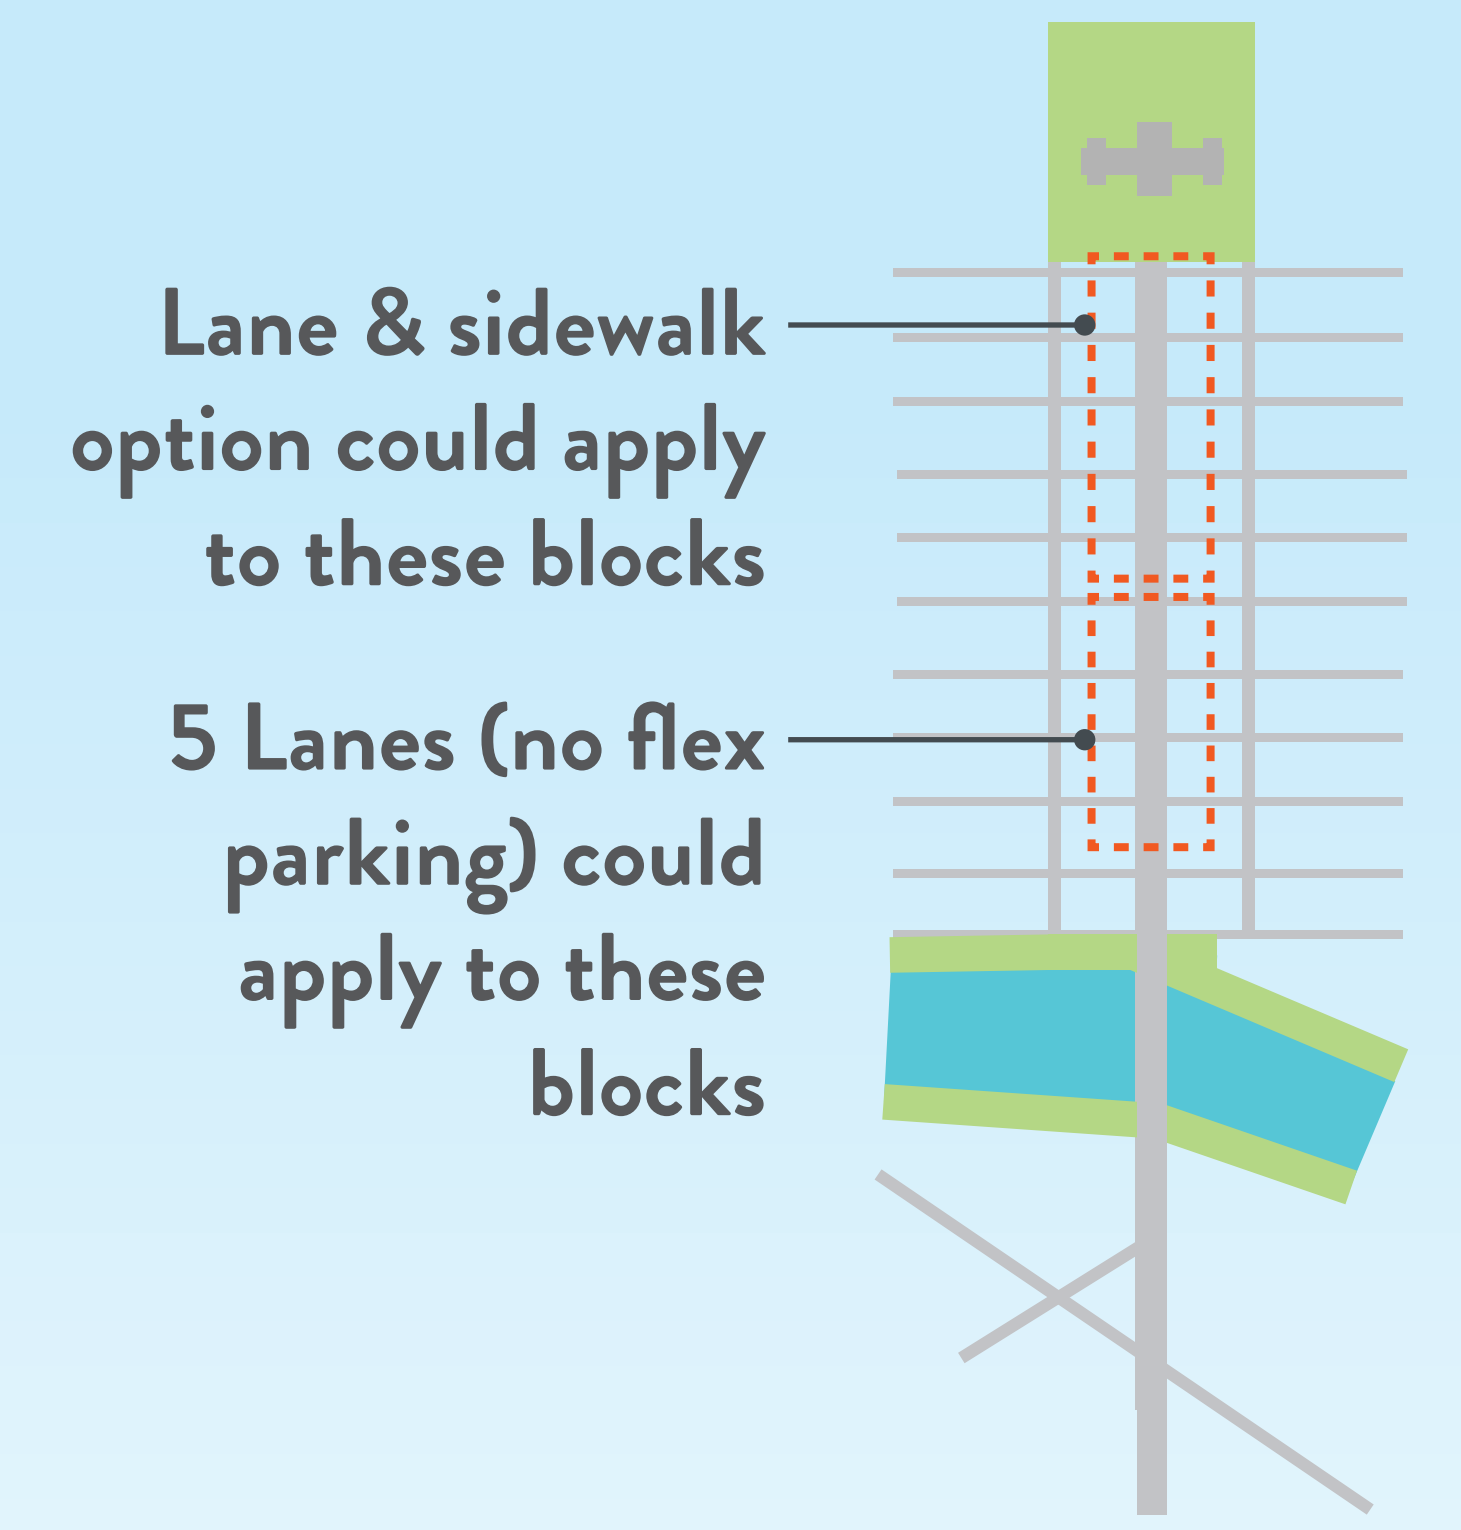 Lane & sidewalk
option could apply
to these blocks
5 Lanes (no flex
parking) could
apply to these
blocks